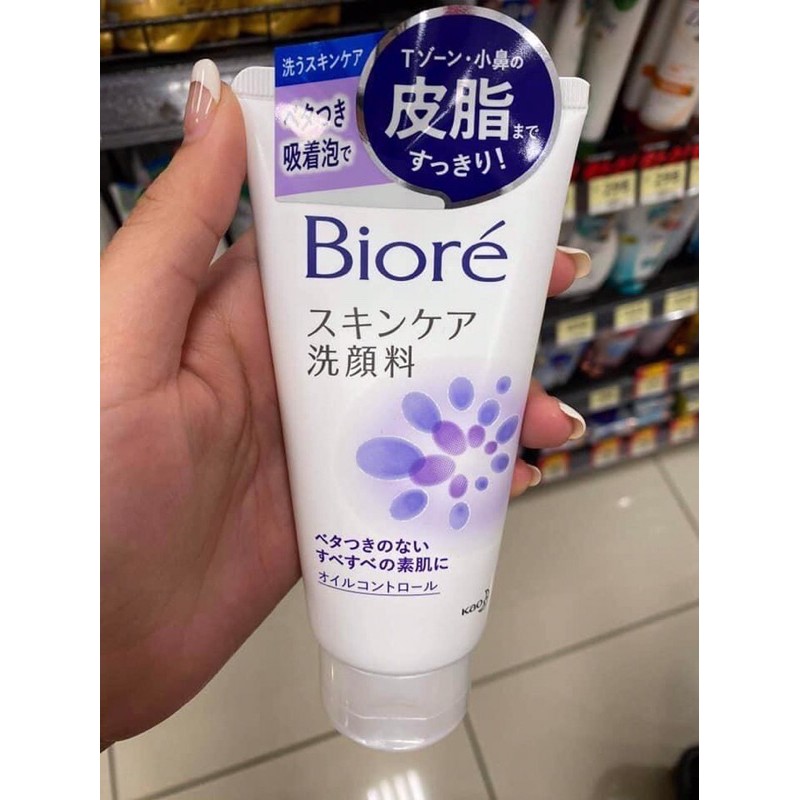 洗うスキンケア
ベタつき
吸着泡で
Tゾーン・小鼻の
皮脂まで
すっきり!
Bioré
スキンケア
洗顔料
ベタつきのない
すべすべの素肌に
オイルコントロール
Kao